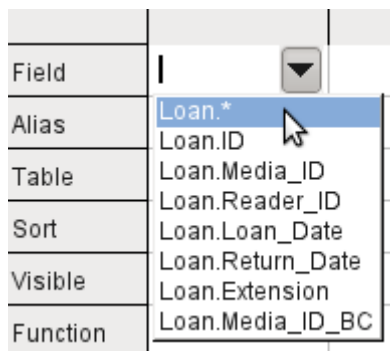 Field
Alias
Table
Sort
Visible
Function
Loan.*
Loan.ID
Loan.Media_ID
Loan.Reader_ID
Loan.Loan_Date
Loan.Return_Date
Loan.Extension
Loan.Media_ID_BC